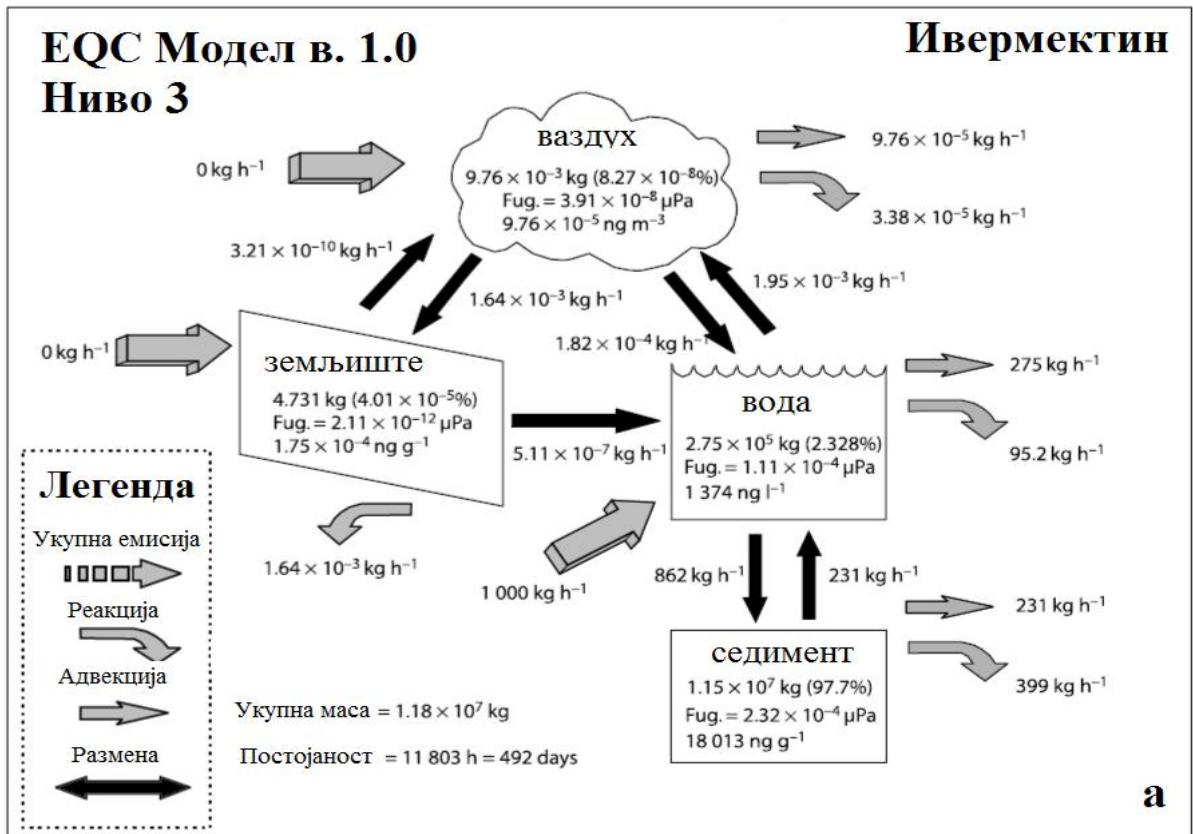 EQC Модел в. 1.0
Ниво 3
Ивермектин
ваздух
9.76 × 10⁻³ kg (8.27 × 10⁻⁸%)
Fug. = 3.91 × 10⁻⁸ μPa
9.76 × 10⁻⁵ ng m⁻³
0 kg h⁻¹
9.76 × 10⁻⁵ kg h⁻¹
3.38 × 10⁻⁵ kg h⁻¹
3.21 × 10⁻¹⁰ kg h⁻¹
1.64 × 10⁻³ kg h⁻¹
1.95 × 10⁻³ kg h⁻¹
1.82 × 10⁻⁴ kg h⁻¹
0 kg h⁻¹
земљиште
4.731 kg (4.01 × 10⁻⁵%)
Fug. = 2.11 × 10⁻¹² μPa
1.75 × 10⁻⁴ ng g⁻¹
5.11 × 10⁻⁷ kg h⁻¹
1.64 × 10⁻³ kg h⁻¹
вода
2.75 × 10⁵ kg (2.328%)
Fug. = 1.11 × 10⁻⁴ μPa
1 374 ng l⁻¹
275 kg h⁻¹
95.2 kg h⁻¹
1 000 kg h⁻¹
862 kg h⁻¹
231 kg h⁻¹
седимент
1.15 × 10⁷ kg (97.7%)
Fug. = 2.32 × 10⁻⁴ μPa
18 013 ng g⁻¹
231 kg h⁻¹
399 kg h⁻¹
Легенда
Укупна емисија
Реакција
Адвекција
Размена
Укупна маса = 1.18 × 10⁷ kg
Постојаност = 11 803 h = 492 days
а